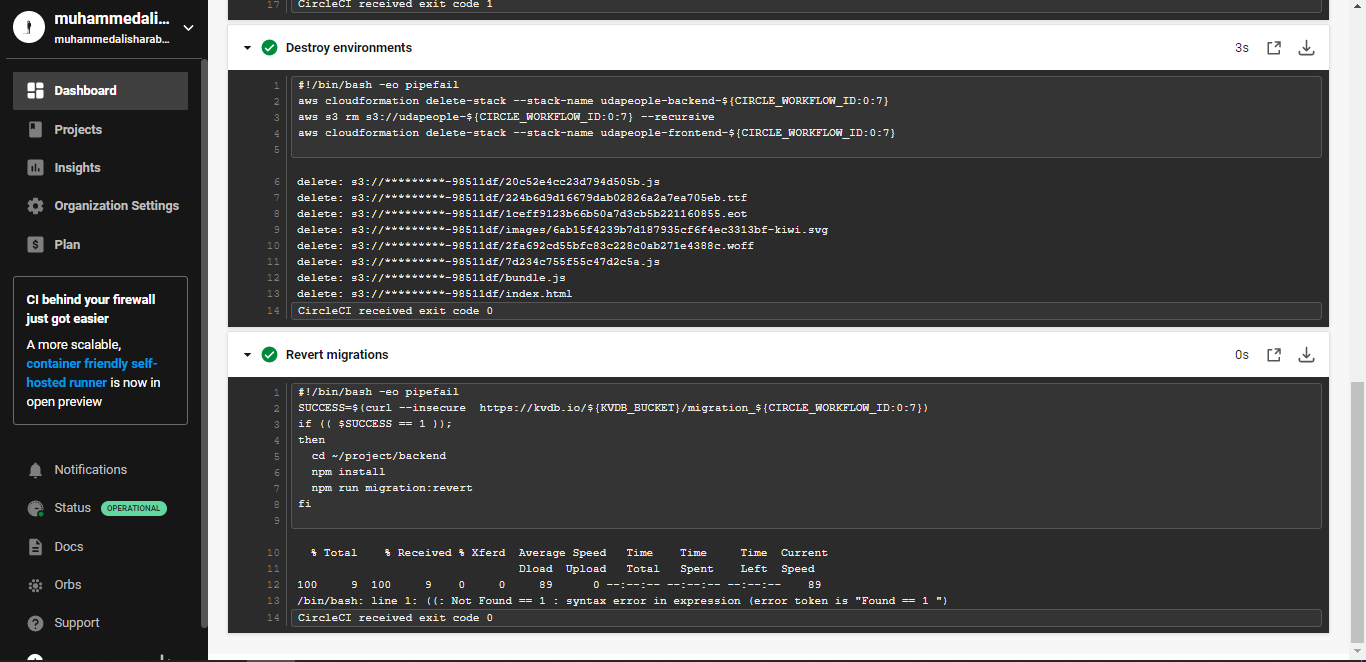 muhammedali...
muhammedalisharab...
Dashboard
Projects
Insights
Organization Settings
$ Plan
CI behind your firewall
just got easier
A more scalable,
container friendly self-
hosted runner is now in
open preview
Notifications
Status OPERATIONAL
Docs
Orbs
? Support
17 CircleCI received exit code 1
Destroy environments 3s
1 #!/bin/bash -eo pipefail
2 aws cloudformation delete-stack --stack-name udapeople-backend-${CIRCLE_WORKFLOW_ID:0:7}
3 aws s3 rm s3://udapeople-${CIRCLE_WORKFLOW_ID:0:7} --recursive
4 aws cloudformation delete-stack --stack-name udapeople-frontend-${CIRCLE_WORKFLOW_ID:0:7}
5
6 delete: s3://*********-98511df/20c52e4cc23d794d505b.js
7 delete: s3://*********-98511df/224b6d9d16679dab02826a2a7ea705eb.ttf
8 delete: s3://*********-98511df/1ceff9123b66b50a7d3cb5b221160855.eot
9 delete: s3://*********-98511df/images/6ab15f4239b7d187935cf6f4ec3313bf-kiwi.svg
10 delete: s3://*********-98511df/2fa692cd55bfc83c228c0ab271e4388c.woff
11 delete: s3://*********-98511df/7d234c755f55c47d2c5a.js
12 delete: s3://*********-98511df/bundle.js
13 delete: s3://*********-98511df/index.html
14 CircleCI received exit code 0
Revert migrations 0s
1 #!/bin/bash -eo pipefail
2 SUCCESS=$(curl --insecure  https://kvdb.io/${KVDB_BUCKET}/migration_${CIRCLE_WORKFLOW_ID:0:7})
3 if (( $SUCCESS == 1 ));
4 then
5   cd ~/project/backend
6   npm install
7   npm run migration:revert
8 fi
9
10   % Total    % Received % Xferd  Average Speed   Time    Time     Time  Current
11                                  Dload  Upload   Total   Spent    Left  Speed
12 100     9  100     9    0     0     89      0 --:--:-- --:--:-- --:--:--    89
13 /bin/bash: line 1: ((: Not Found == 1 : syntax error in expression (error token is "Found == 1 ")
14 CircleCI received exit code 0